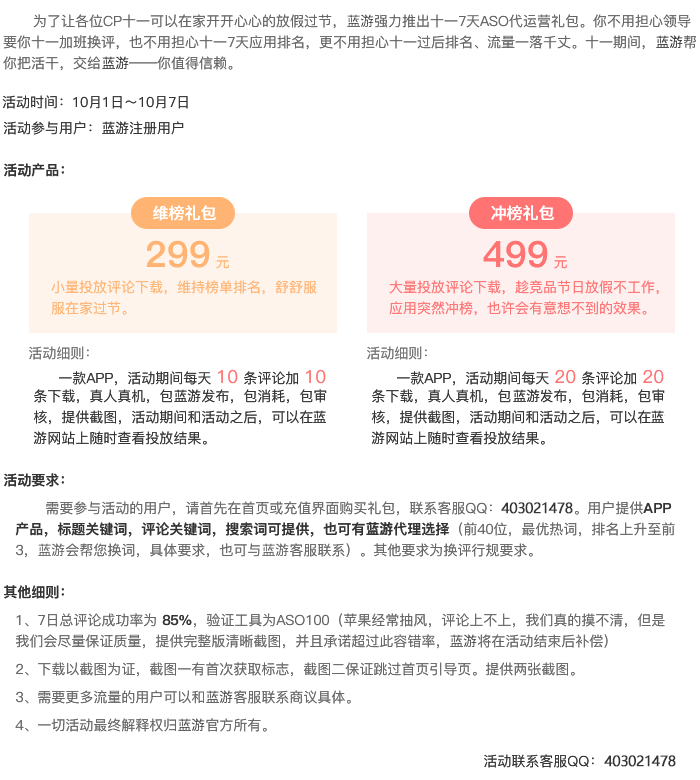 为了让各位CP十一可以在家开开心心的放假过节，蓝游强力推出十一7天ASO代运营礼包。你不用担心领导
要你十一加班换评，也不用担心十一7天应用排名，更不用担心十一过后排名、流量一落千丈。十一期间，蓝游帮
你把活干，交给蓝游——你值得信赖。
活动时间：10月1日～10月7日
活动参与用户：蓝游注册用户
活动产品：
维榜礼包
299 元
小量投放评论下载，维持榜单排名，舒舒服
服在家过节。
活动细则：
一款APP，活动期间每天 10 条评论加 10
条下载，真人真机，包蓝游发布，包消耗，包审
核，提供截图，活动期间和活动之后，可以在蓝
游网站上随时查看投放结果。
冲榜礼包
499 元
大量投放评论下载，趁竞品节日放假不工作，
应用突然冲榜，也许会有意想不到的效果。
活动细则：
一款APP，活动期间每天 20 条评论加 20
条下载，真人真机，包蓝游发布，包消耗，包审
核，提供截图，活动期间和活动之后，可以在蓝
游网站上随时查看投放结果。
活动要求：
需要参与活动的用户，请首先在首页或充值界面购买礼包，联系客服QQ：403021478。用户提供APP
产品，标题关键词，评论关键词，搜索词可提供，也可有蓝游代理选择（前40位，最优热词，排名上升至前
3，蓝游会帮您换词，具体要求，也可与蓝游客服联系）。其他要求为换评行规要求。
其他细则：
1、7日总评论成功率为 85%，验证工具为ASO100（苹果经常抽风，评论上不上，我们真的摸不清，但是
我们会尽量保证质量，提供完整版清晰截图，并且承诺超过此容错率，蓝游将在活动结束后补偿）
2、下载以截图为证，截图一有首次获取标志，截图二保证跳过首页引导页。提供两张截图。
3、需要更多流量的用户可以和蓝游客服联系商议具体。
4、一切活动最终解释权归蓝游官方所有。
活动联系客服QQ：403021478